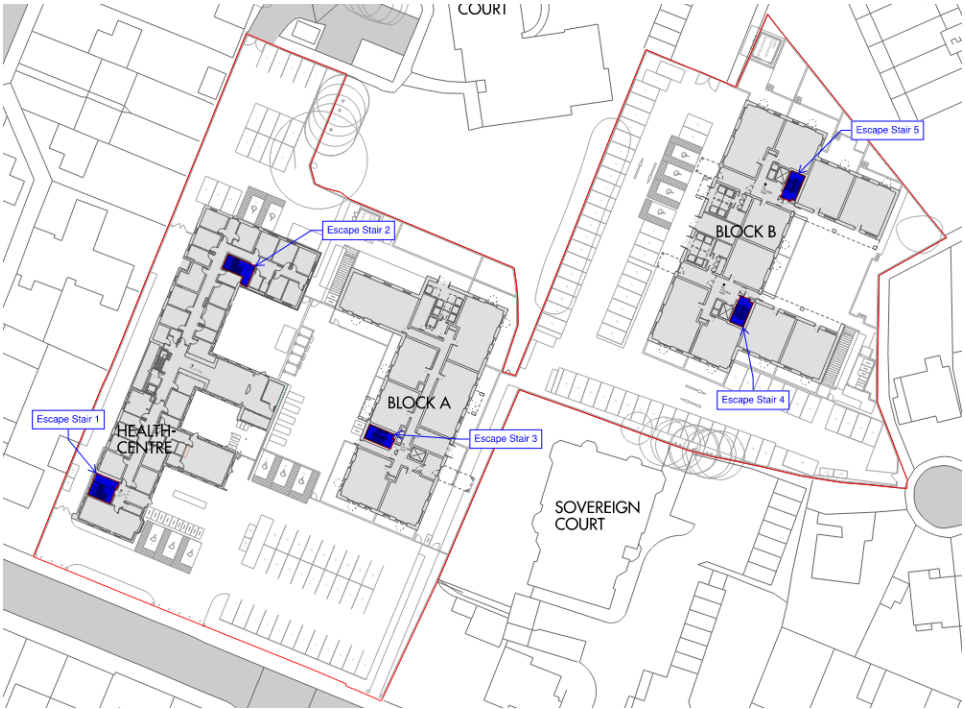 COURT
Escape Stair 5
Escape Stair 2
BLOCK B
Escape Stair 4
BLOCK A
Escape Stair 1
HEALTH-
CENTRE
Escape Stair 3
SOVEREIGN
COURT